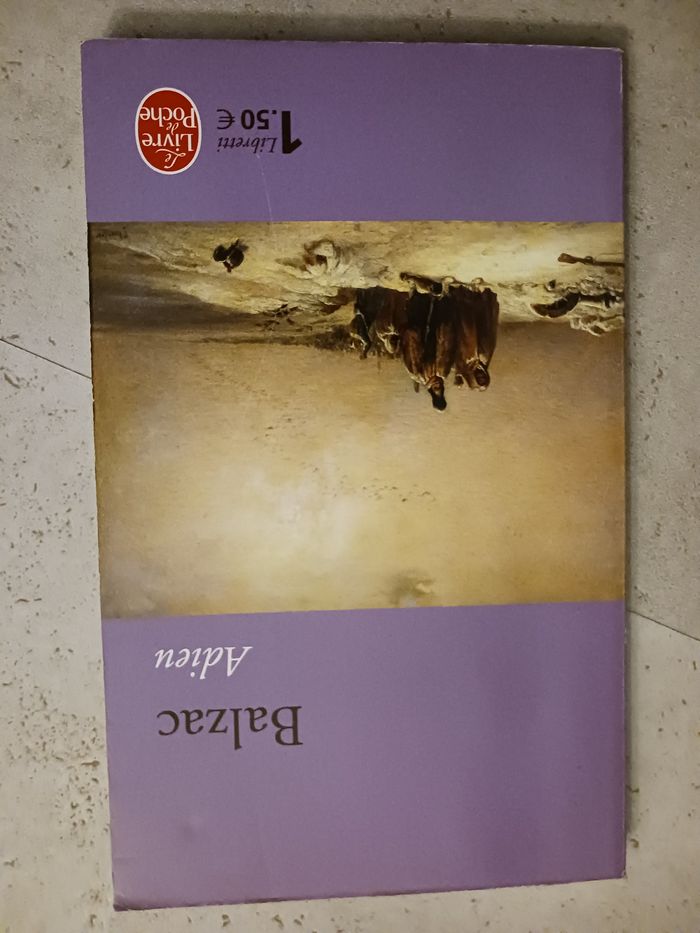 Balzac
Adieu
Libretti
1.50 €
Le
Livre
de
Poche